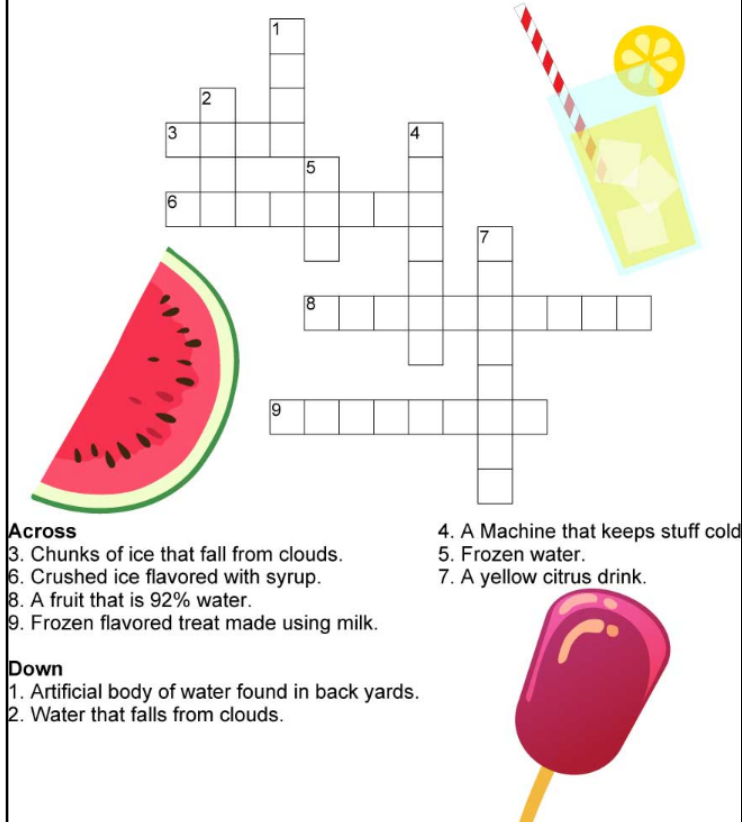 1
2
3
4
5
6
7
8
9
Across
3. Chunks of ice that fall from clouds.
6. Crushed ice flavored with syrup.
8. A fruit that is 92% water.
9. Frozen flavored treat made using milk.
Down
1. Artificial body of water found in back yards.
2. Water that falls from clouds.
4. A Machine that keeps stuff cold
5. Frozen water.
7. A yellow citrus drink.